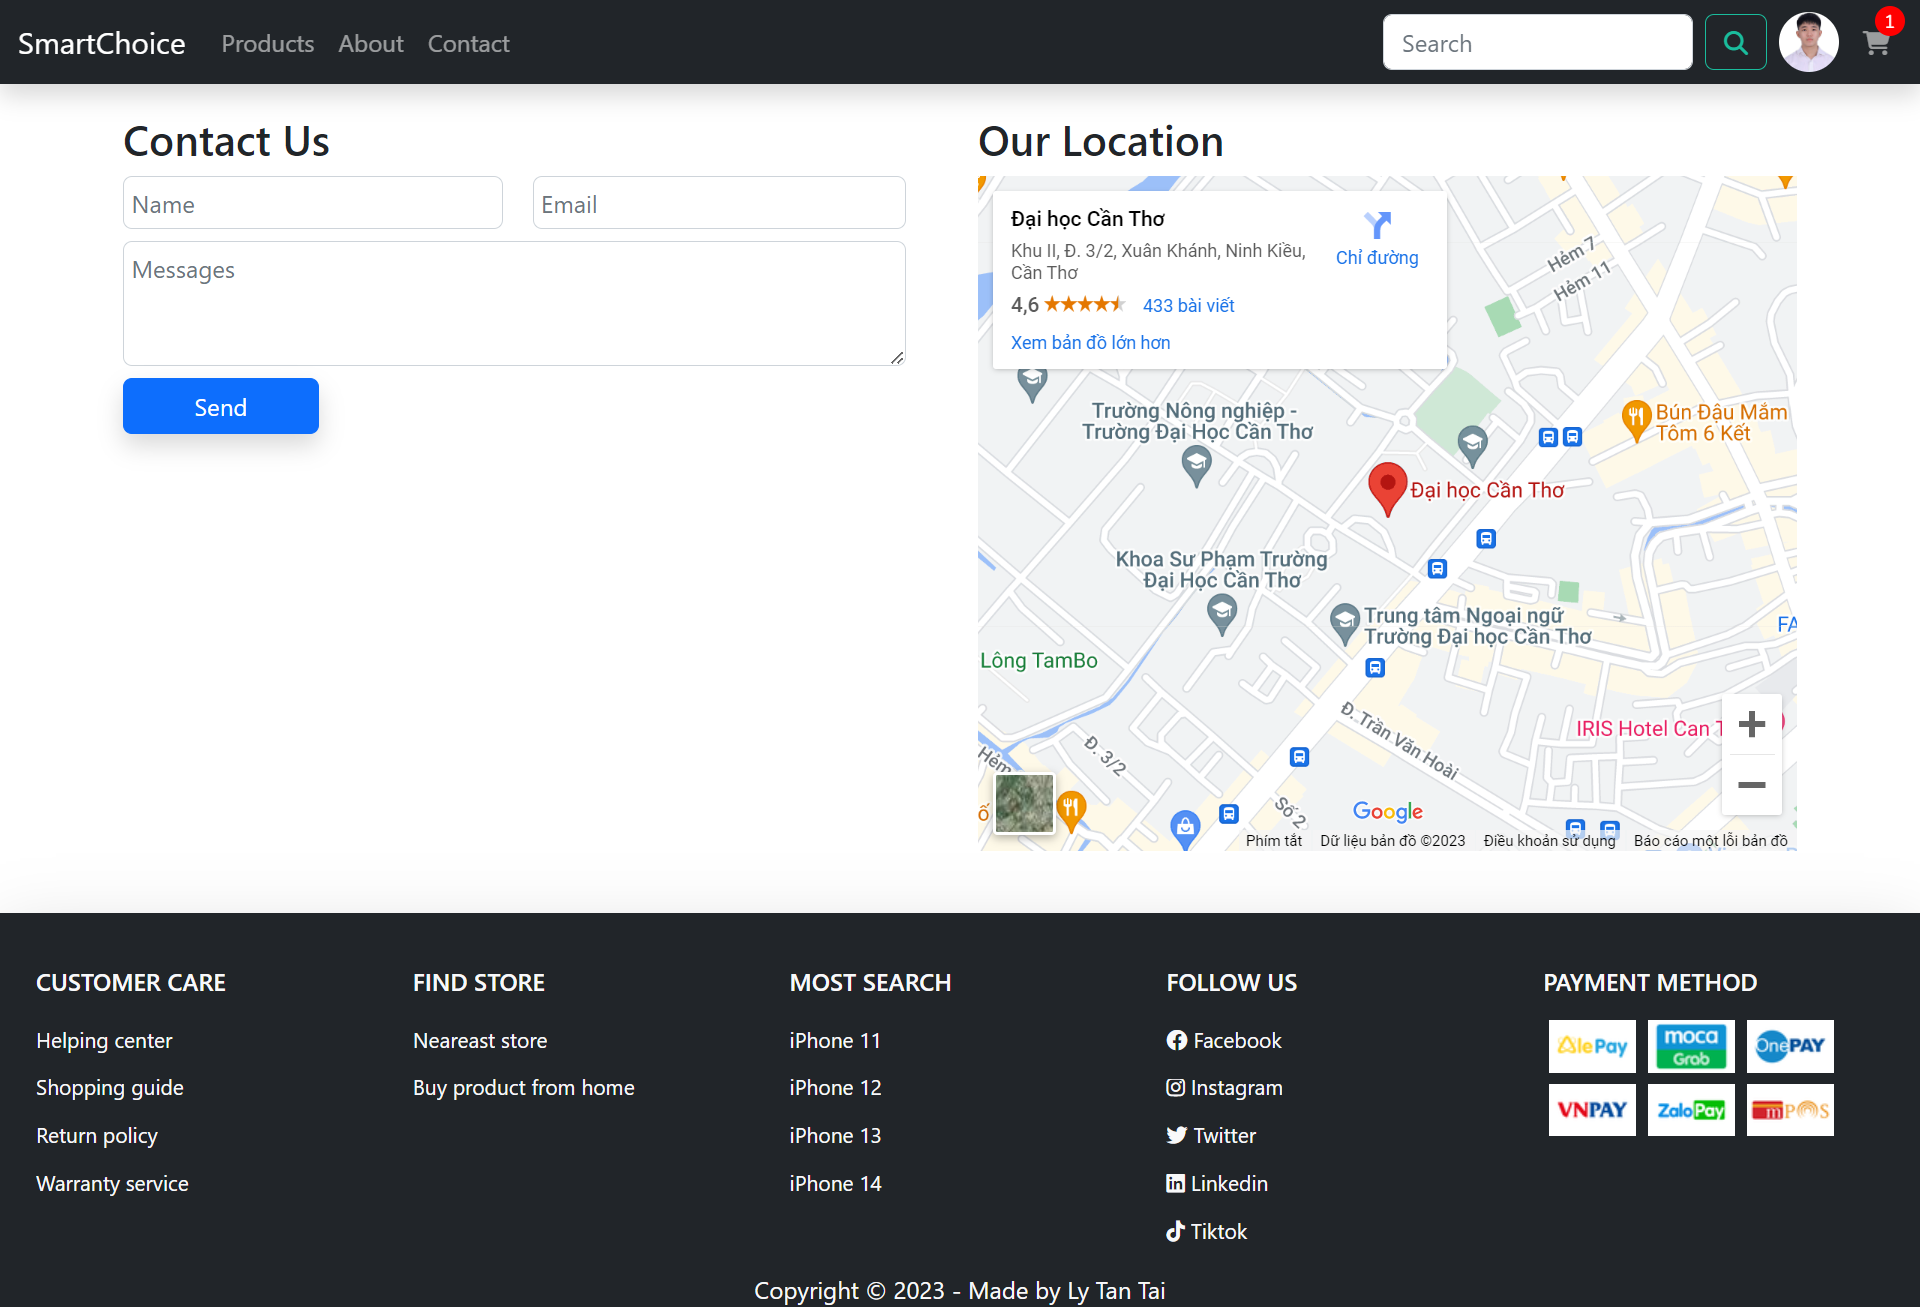 SmartChoice Products About Contact Search 1
Contact Us
Name Email
Messages
Send
Our Location
Đại học Cần Thơ
Khu II, Đ. 3/2, Xuân Khánh, Ninh Kiều,
Cần Thơ
Chỉ đường
4,6 433 bài viết
Xem bản đồ lớn hơn
Hẻm 7
Hẻm 11
Trường Nông nghiệp -
Trường Đại Học Cần Thơ
Bún Đậu Mắm
Tôm 6 Kết
Đại học Cần Thơ
Khoa Sư Phạm Trường
Đại Học Cần Thơ
Trung tâm Ngoại ngữ
Trường Đại học Cần Thơ
FA
Lông TamBo
Đ. Trần Văn Hoài
IRIS Hotel Can T
Hẻm
Đ. 3/2
Số 2
Google
Phím tắt Dữ liệu bản đồ ©2023 Điều khoản sử dụng Báo cáo một lỗi bản đồ
CUSTOMER CARE
Helping center
Shopping guide
Return policy
Warranty service
FIND STORE
Neareast store
Buy product from home
MOST SEARCH
iPhone 11
iPhone 12
iPhone 13
iPhone 14
FOLLOW US
Facebook
Instagram
Twitter
Linkedin
Tiktok
PAYMENT METHOD
AlePay moca Grab OnePAY
VNPAY ZaloPay mPOS
Copyright © 2023 - Made by Ly Tan Tai